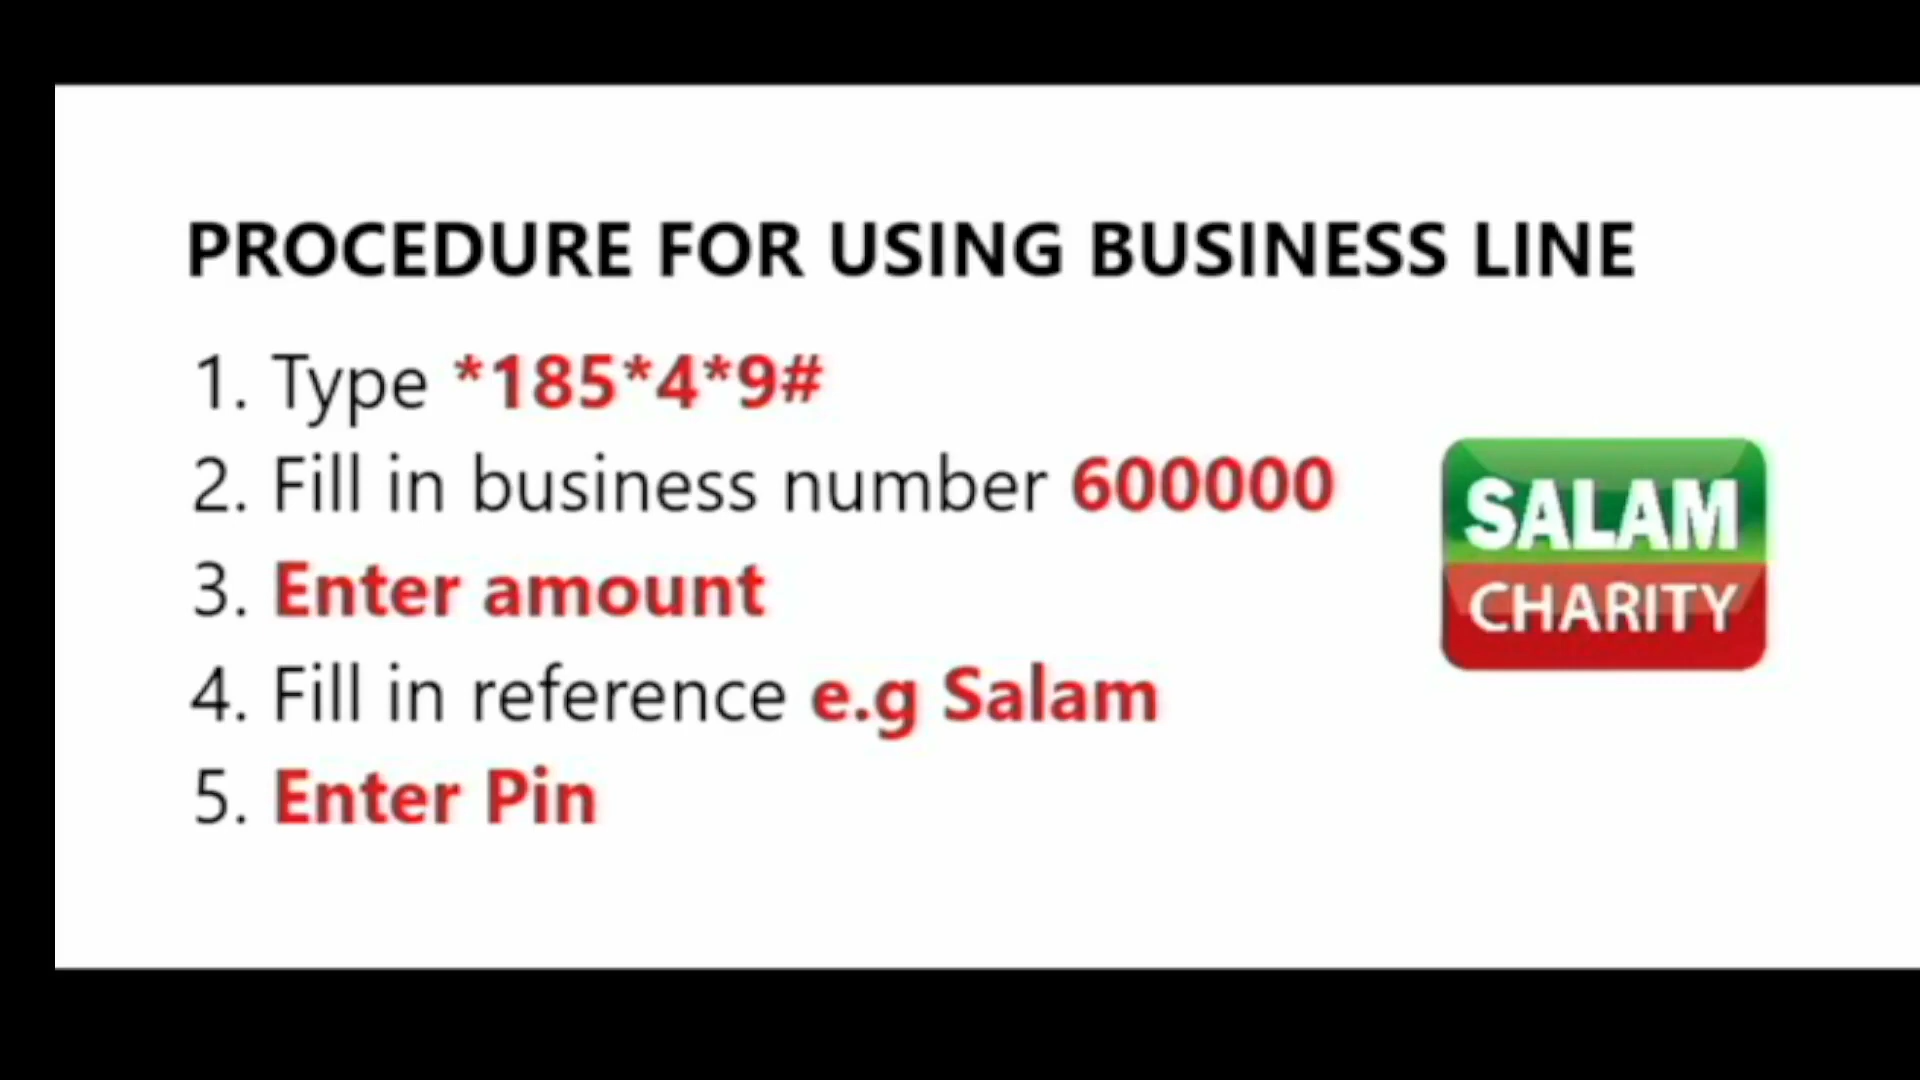 PROCEDURE FOR USING BUSINESS LINE
1. Type *185*4*9#
2. Fill in business number 600000
3. Enter amount
4. Fill in reference e.g Salam
5. Enter Pin
SALAM
CHARITY